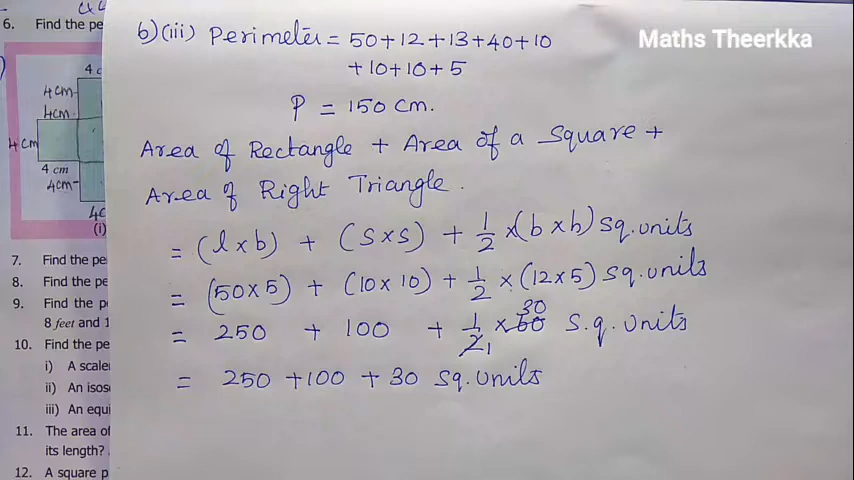 6. Find the pe
4 c
4cm
4cm
4 cm
4 cm
4cm
4c
(i)
7. Find the pe
8. Find the pe
9. Find the p
8 feet and 1
10. Find the pe
i) A scale
ii) An isos
iii) An equi
11. The area of
its length?
12. A square p
Maths Theerkka
b)(iii) Perimeter = 50+12+13+40+10
+10+10+5
P = 150 cm.
Area of Rectangle + Area of a Square +
Area of Right Triangle.
= (l×b) + (s×s) + 1/2 ×(b×h) sq.units
= (50×5) + (10×10) + 1/2 × (12×5) sq.units
= 250 + 100 + 1/2 1 × 60 30 s.q. units
= 250 +100 + 30 sq.units